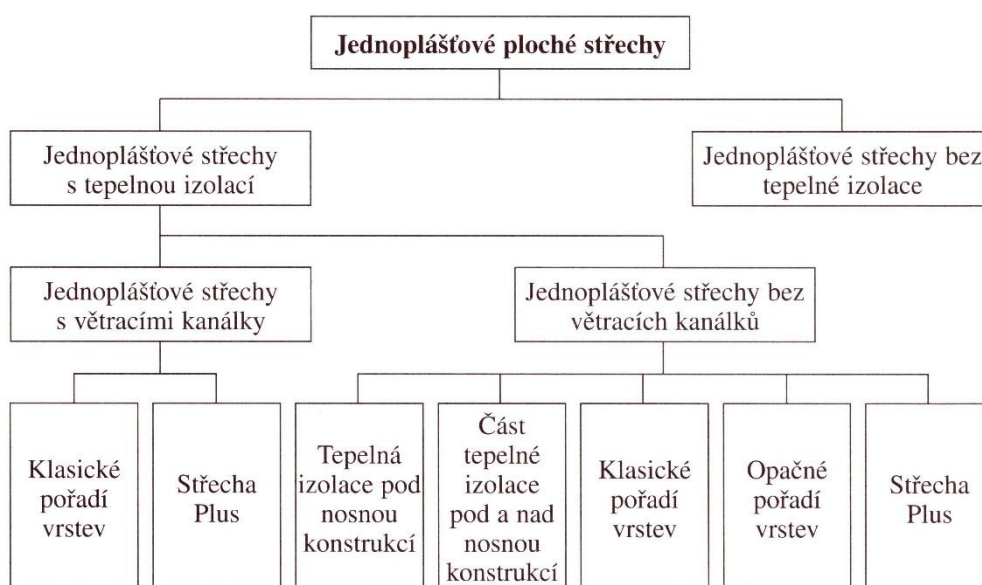 Jednoplášťové ploché střechy
Jednoplášťové střechy
s tepelnou izolací
Jednoplášťové střechy bez
tepelné izolace
Jednoplášťové střechy
s větracími kanálky
Jednoplášťové střechy bez
větracích kanálků
Klasické
pořadí
vrstev
Střecha
Plus
Tepelná
izolace pod
nosnou
konstrukcí
Část
tepelné
izolace
pod a nad
nosnou
konstrukcí
Klasické
pořadí
vrstev
Opačné
pořadí
vrstev
Střecha
Plus